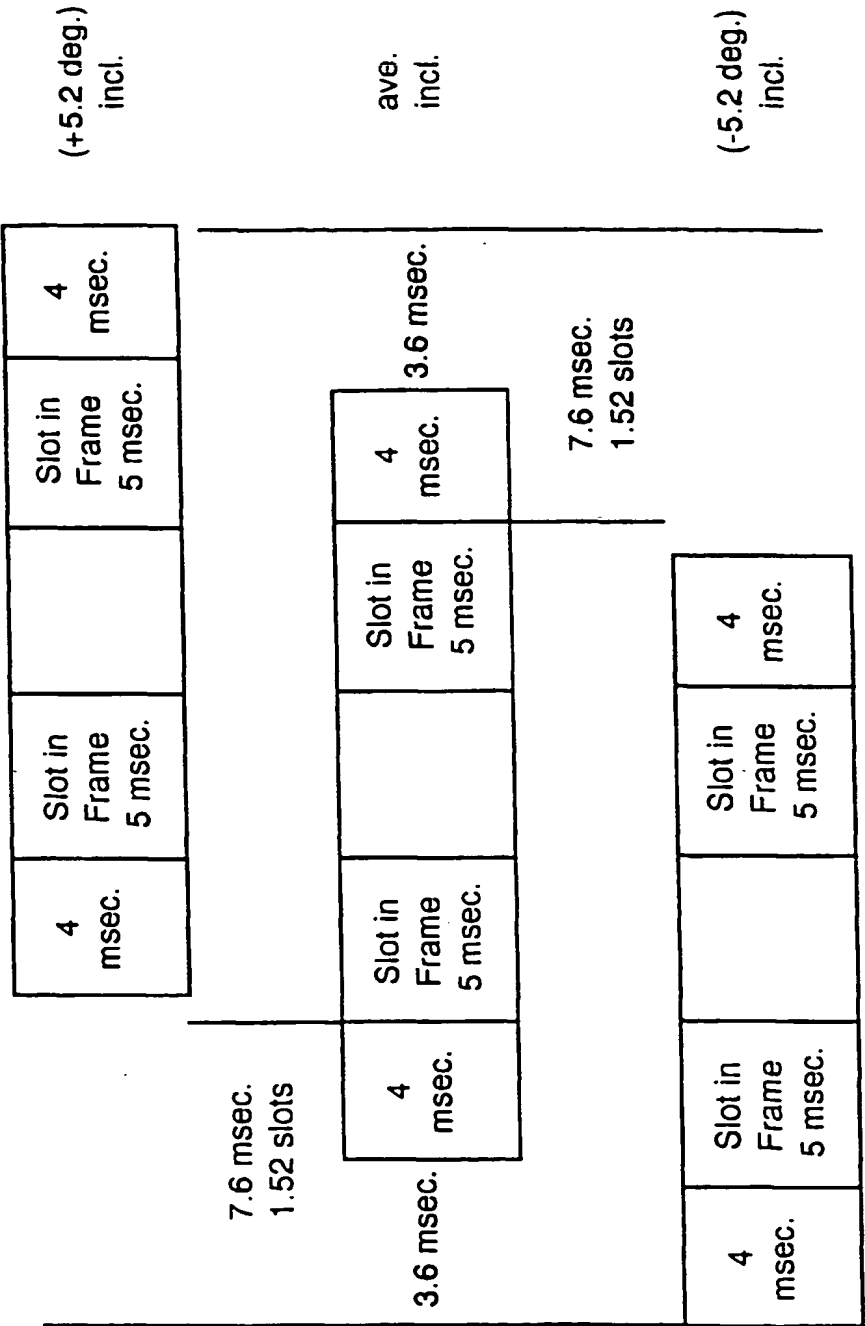 4
msec.
Slot in
Frame
5 msec.
Slot in
Frame
5 msec.
4
msec.
(+5.2 deg.)
incl.
7.6 msec.
1.52 slots
3.6 msec.
4
msec.
Slot in
Frame
5 msec.
Slot in
Frame
5 msec.
4
msec.
3.6 msec.
ave.
incl.
7.6 msec.
1.52 slots
4
msec.
Slot in
Frame
5 msec.
Slot in
Frame
5 msec.
4
msec.
(-5.2 deg.)
incl.